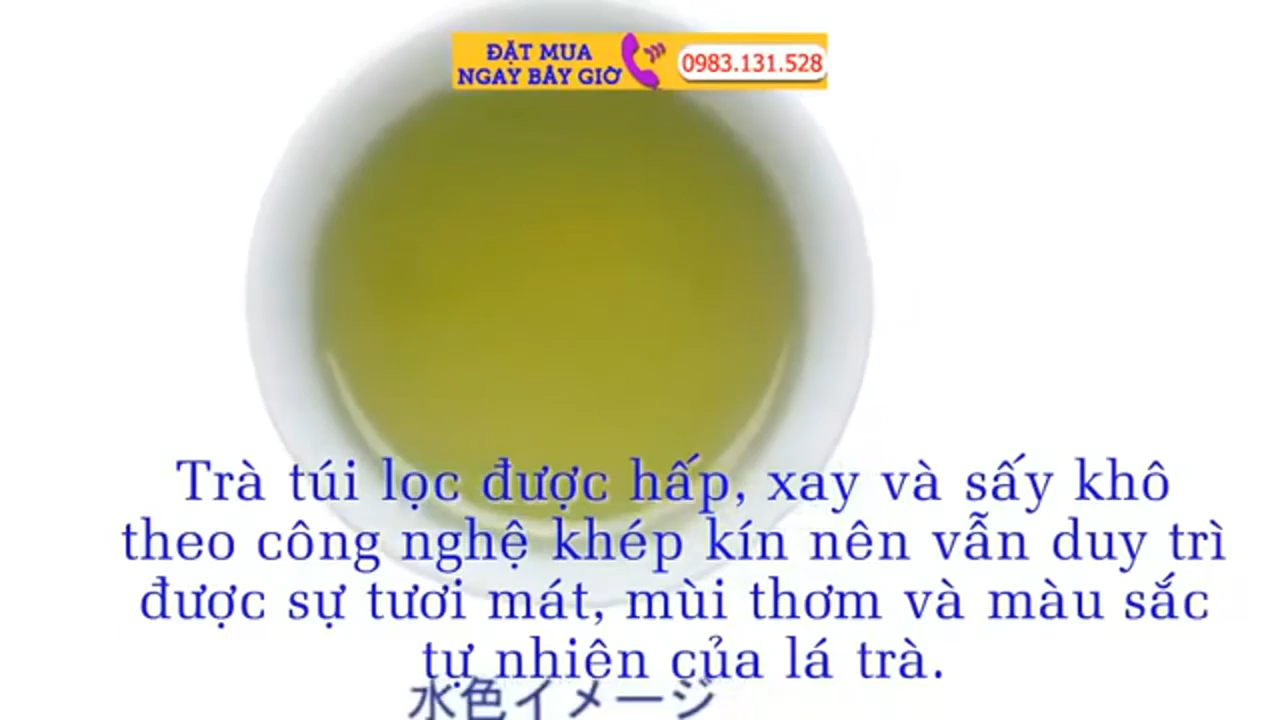 ĐẶT MUA
NGAY BÂY GIỜ
0983.131.528
Trà túi lọc được hấp, xay và sấy khô
theo công nghệ khép kín nên vẫn duy trì
được sự tươi mát, mùi thơm và màu sắc
tự nhiên của lá trà.
水色イメージ